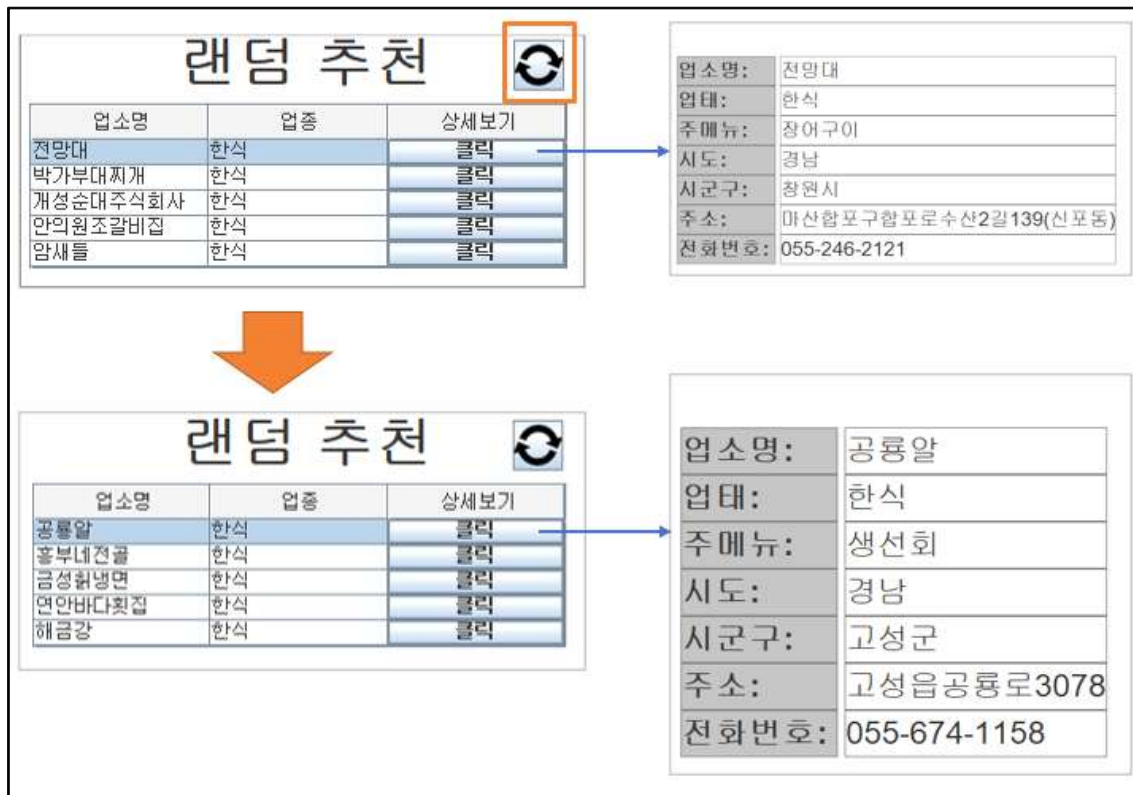 랜덤 추천
업소명 업종 상세보기
전망대 한식 클릭
박가부대찌개 한식 클릭
개성순대주식회사 한식 클릭
안의원조갈비집 한식 클릭
암새들 한식 클릭
업소명: 전망대
업태: 한식
주메뉴: 장어구이
시도: 경남
시군구: 창원시
주소: 마산합포구합포로수산2길139(신포동)
전화번호: 055-246-2121
랜덤 추천
업소명 업종 상세보기
공룡알 한식 클릭
흥부네전골 한식 클릭
금성칡냉면 한식 클릭
연안바다횟집 한식 클릭
해금강 한식 클릭
업소명: 공룡알
업태: 한식
주메뉴: 생선회
시도: 경남
시군구: 고성군
주소: 고성읍공룡로3078
전화번호: 055-674-1158